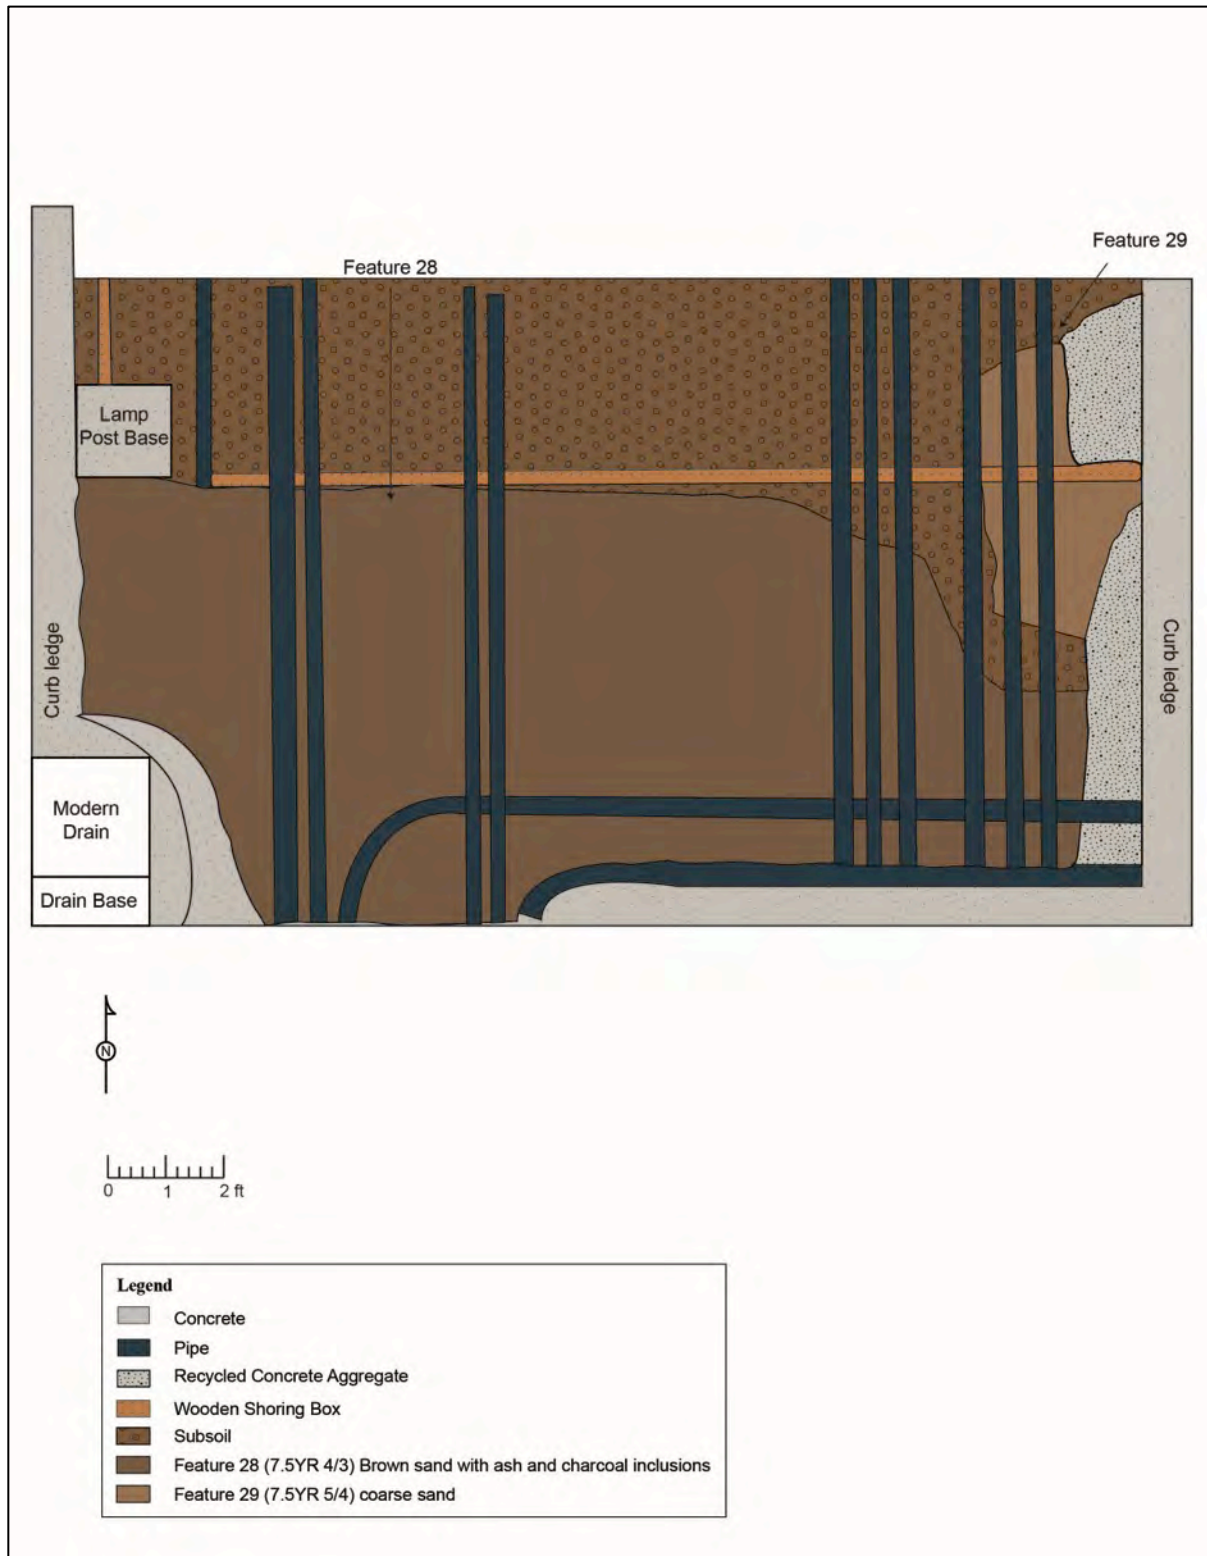 Feature 29
Feature 28
Lamp
Post Base
Curb ledge
Curb ledge
Modern
Drain
Drain Base
N
0 1 2 ft
Legend
Concrete
Pipe
Recycled Concrete Aggregate
Wooden Shoring Box
Subsoil
Feature 28 (7.5YR 4/3) Brown sand with ash and charcoal inclusions
Feature 29 (7.5YR 5/4) coarse sand